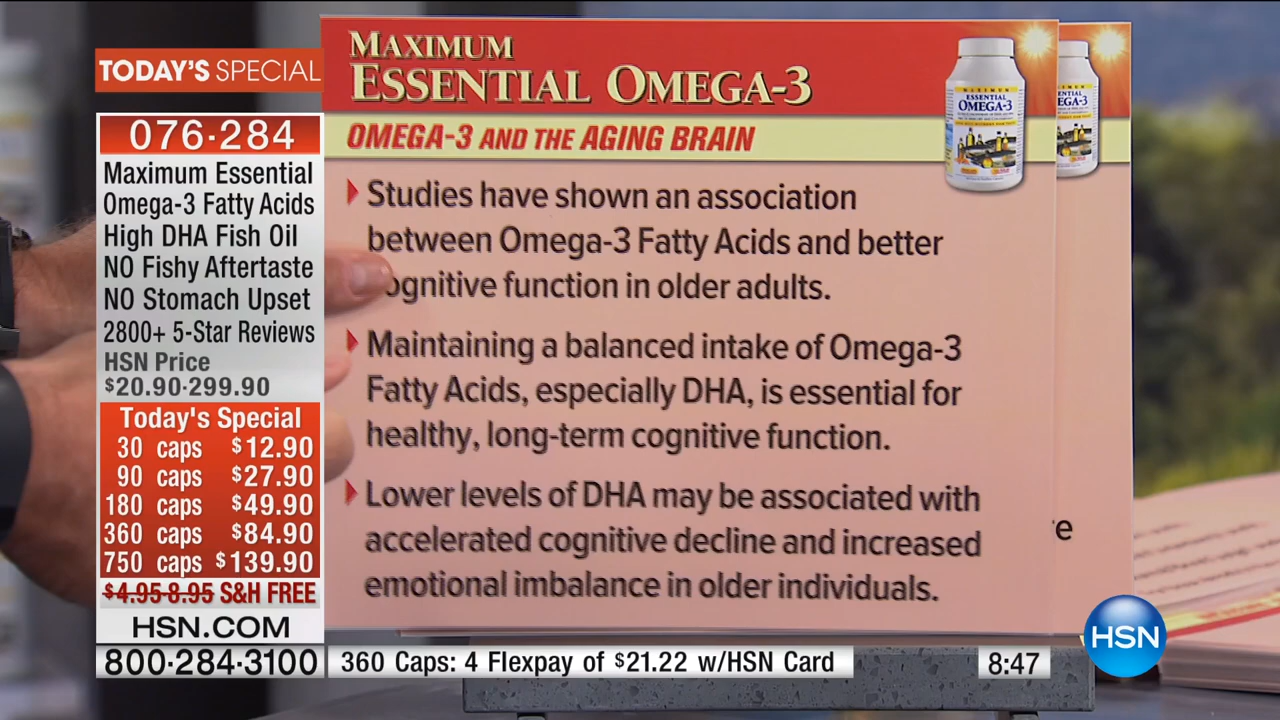 TODAY'S SPECIAL
076·284
Maximum Essential
Omega-3 Fatty Acids
High DHA Fish Oil
NO Fishy Aftertaste
NO Stomach Upset
2800+ 5-Star Reviews
HSN Price
$20.90-299.90
Today's Special
30 caps $12.90
90 caps $27.90
180 caps $49.90
360 caps $84.90
750 caps $139.90
$4.95-8.95 S&H FREE
HSN.COM
800·284·3100
MAXIMUM
ESSENTIAL OMEGA-3
OMEGA-3 AND THE AGING BRAIN
Studies have shown an association
between Omega-3 Fatty Acids and better
ognitive function in older adults.
Maintaining a balanced intake of Omega-3
Fatty Acids, especially DHA, is essential for
healthy, long-term cognitive function.
Lower levels of DHA may be associated with
accelerated cognitive decline and increased
emotional imbalance in older individuals.
MAXIMUM
ESSENTIAL
OMEGA-3
ENTIAL
GA-3
e
360 Caps: 4 Flexpay of $21.22 w/HSN Card
8:47
HSN